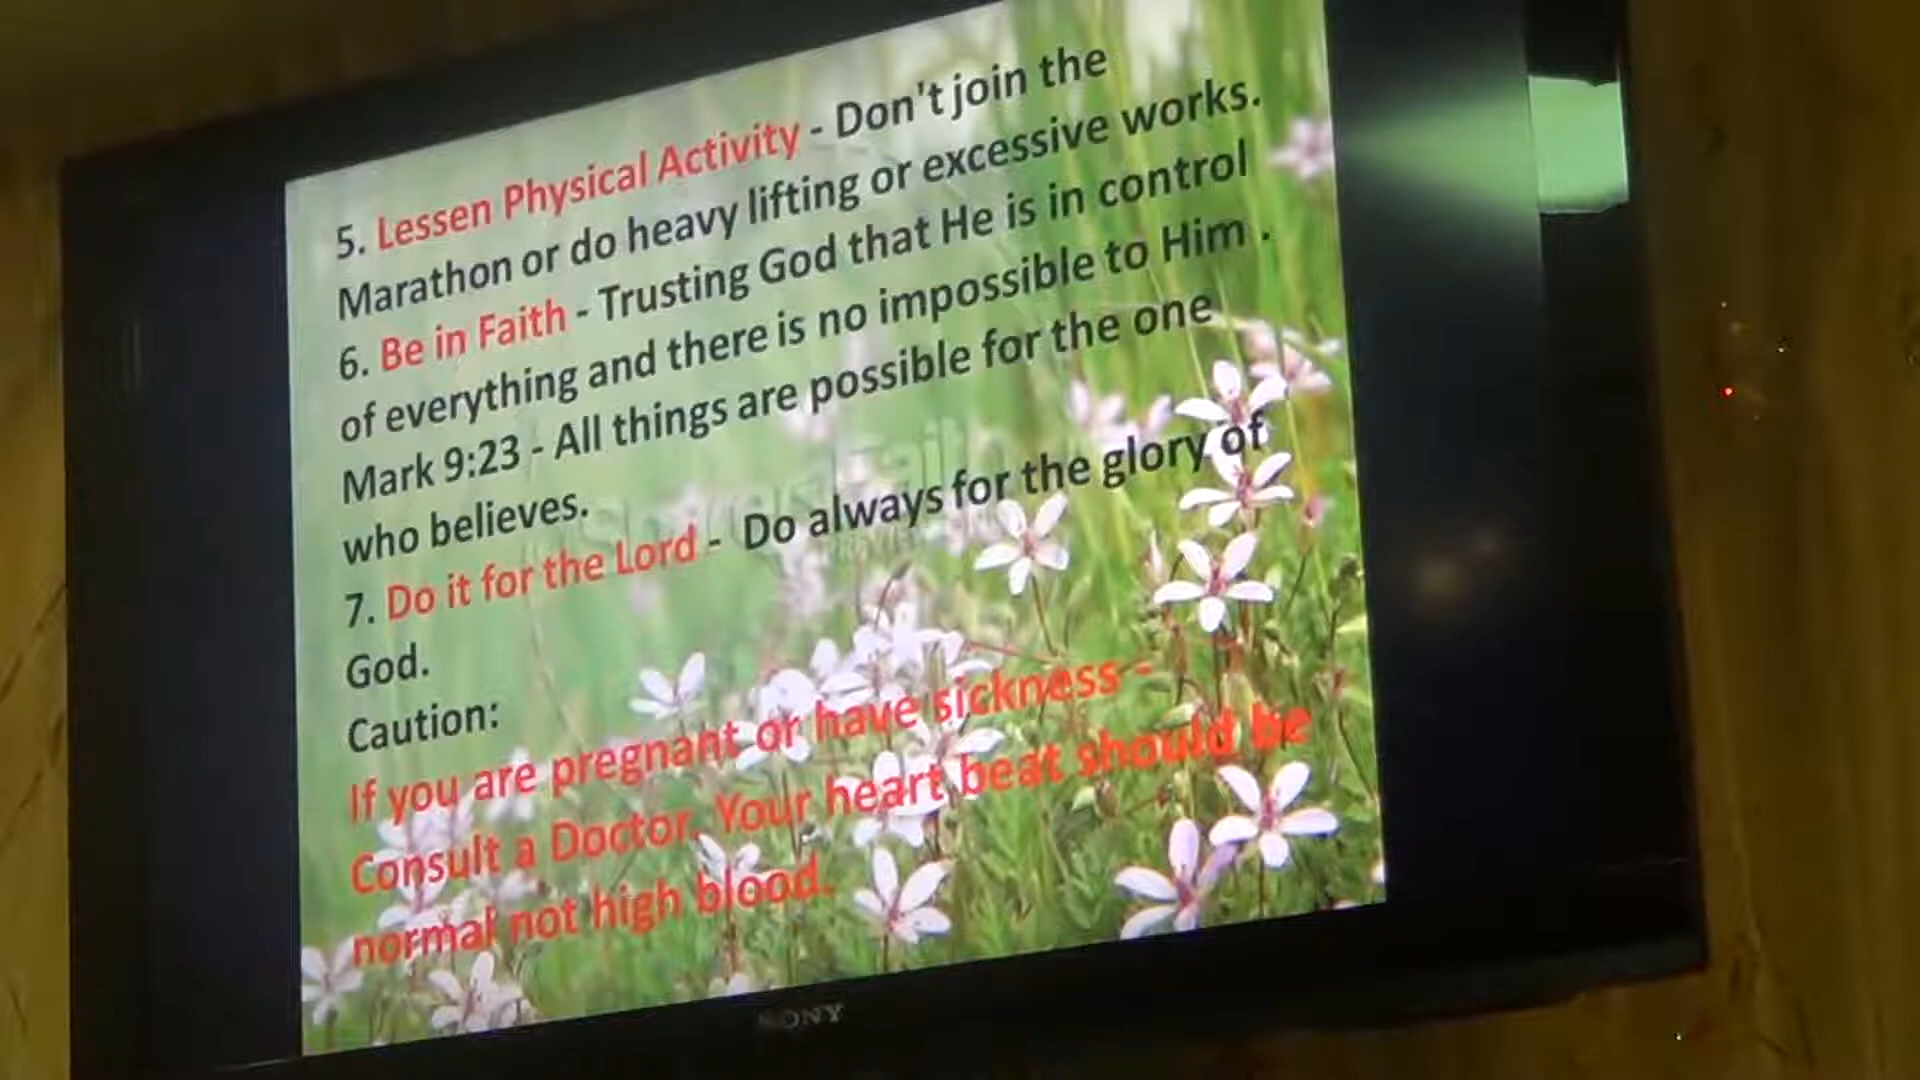 5. Lessen Physical Activity - Don't join the
Marathon or do heavy lifting or excessive works.
6. Be in Faith - Trusting God that He is in control
of everything and there is no impossible to Him .
Mark 9:23 - All things are possible for the one
who believes.
7. Do it for the Lord - Do always for the glory of
God.
Caution:
If you are pregnant or have sickness -
Consult a Doctor. Your heart beat should be
normal not high blood.
SONY